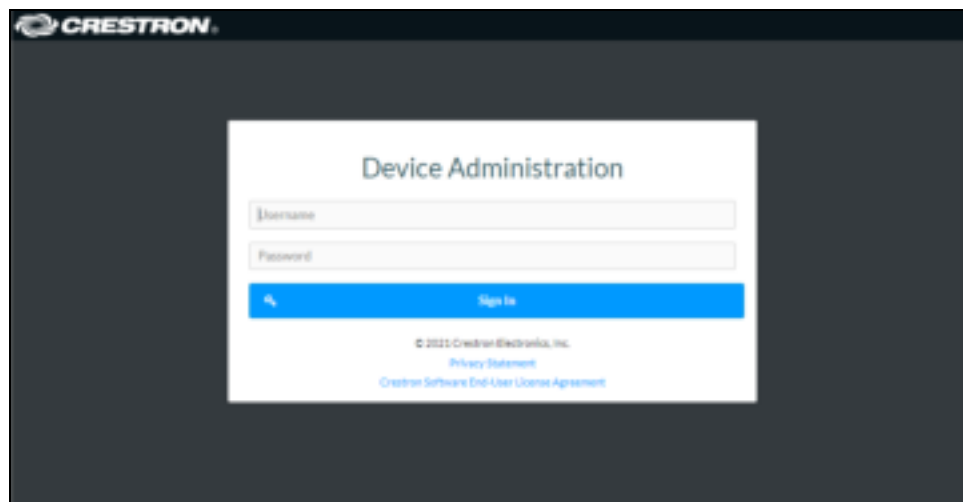 CRESTRON®
Device Administration
Username
Password
Sign In
© 2021 Crestron Electronics, Inc.
Privacy Statement
Crestron Software End-User License Agreement